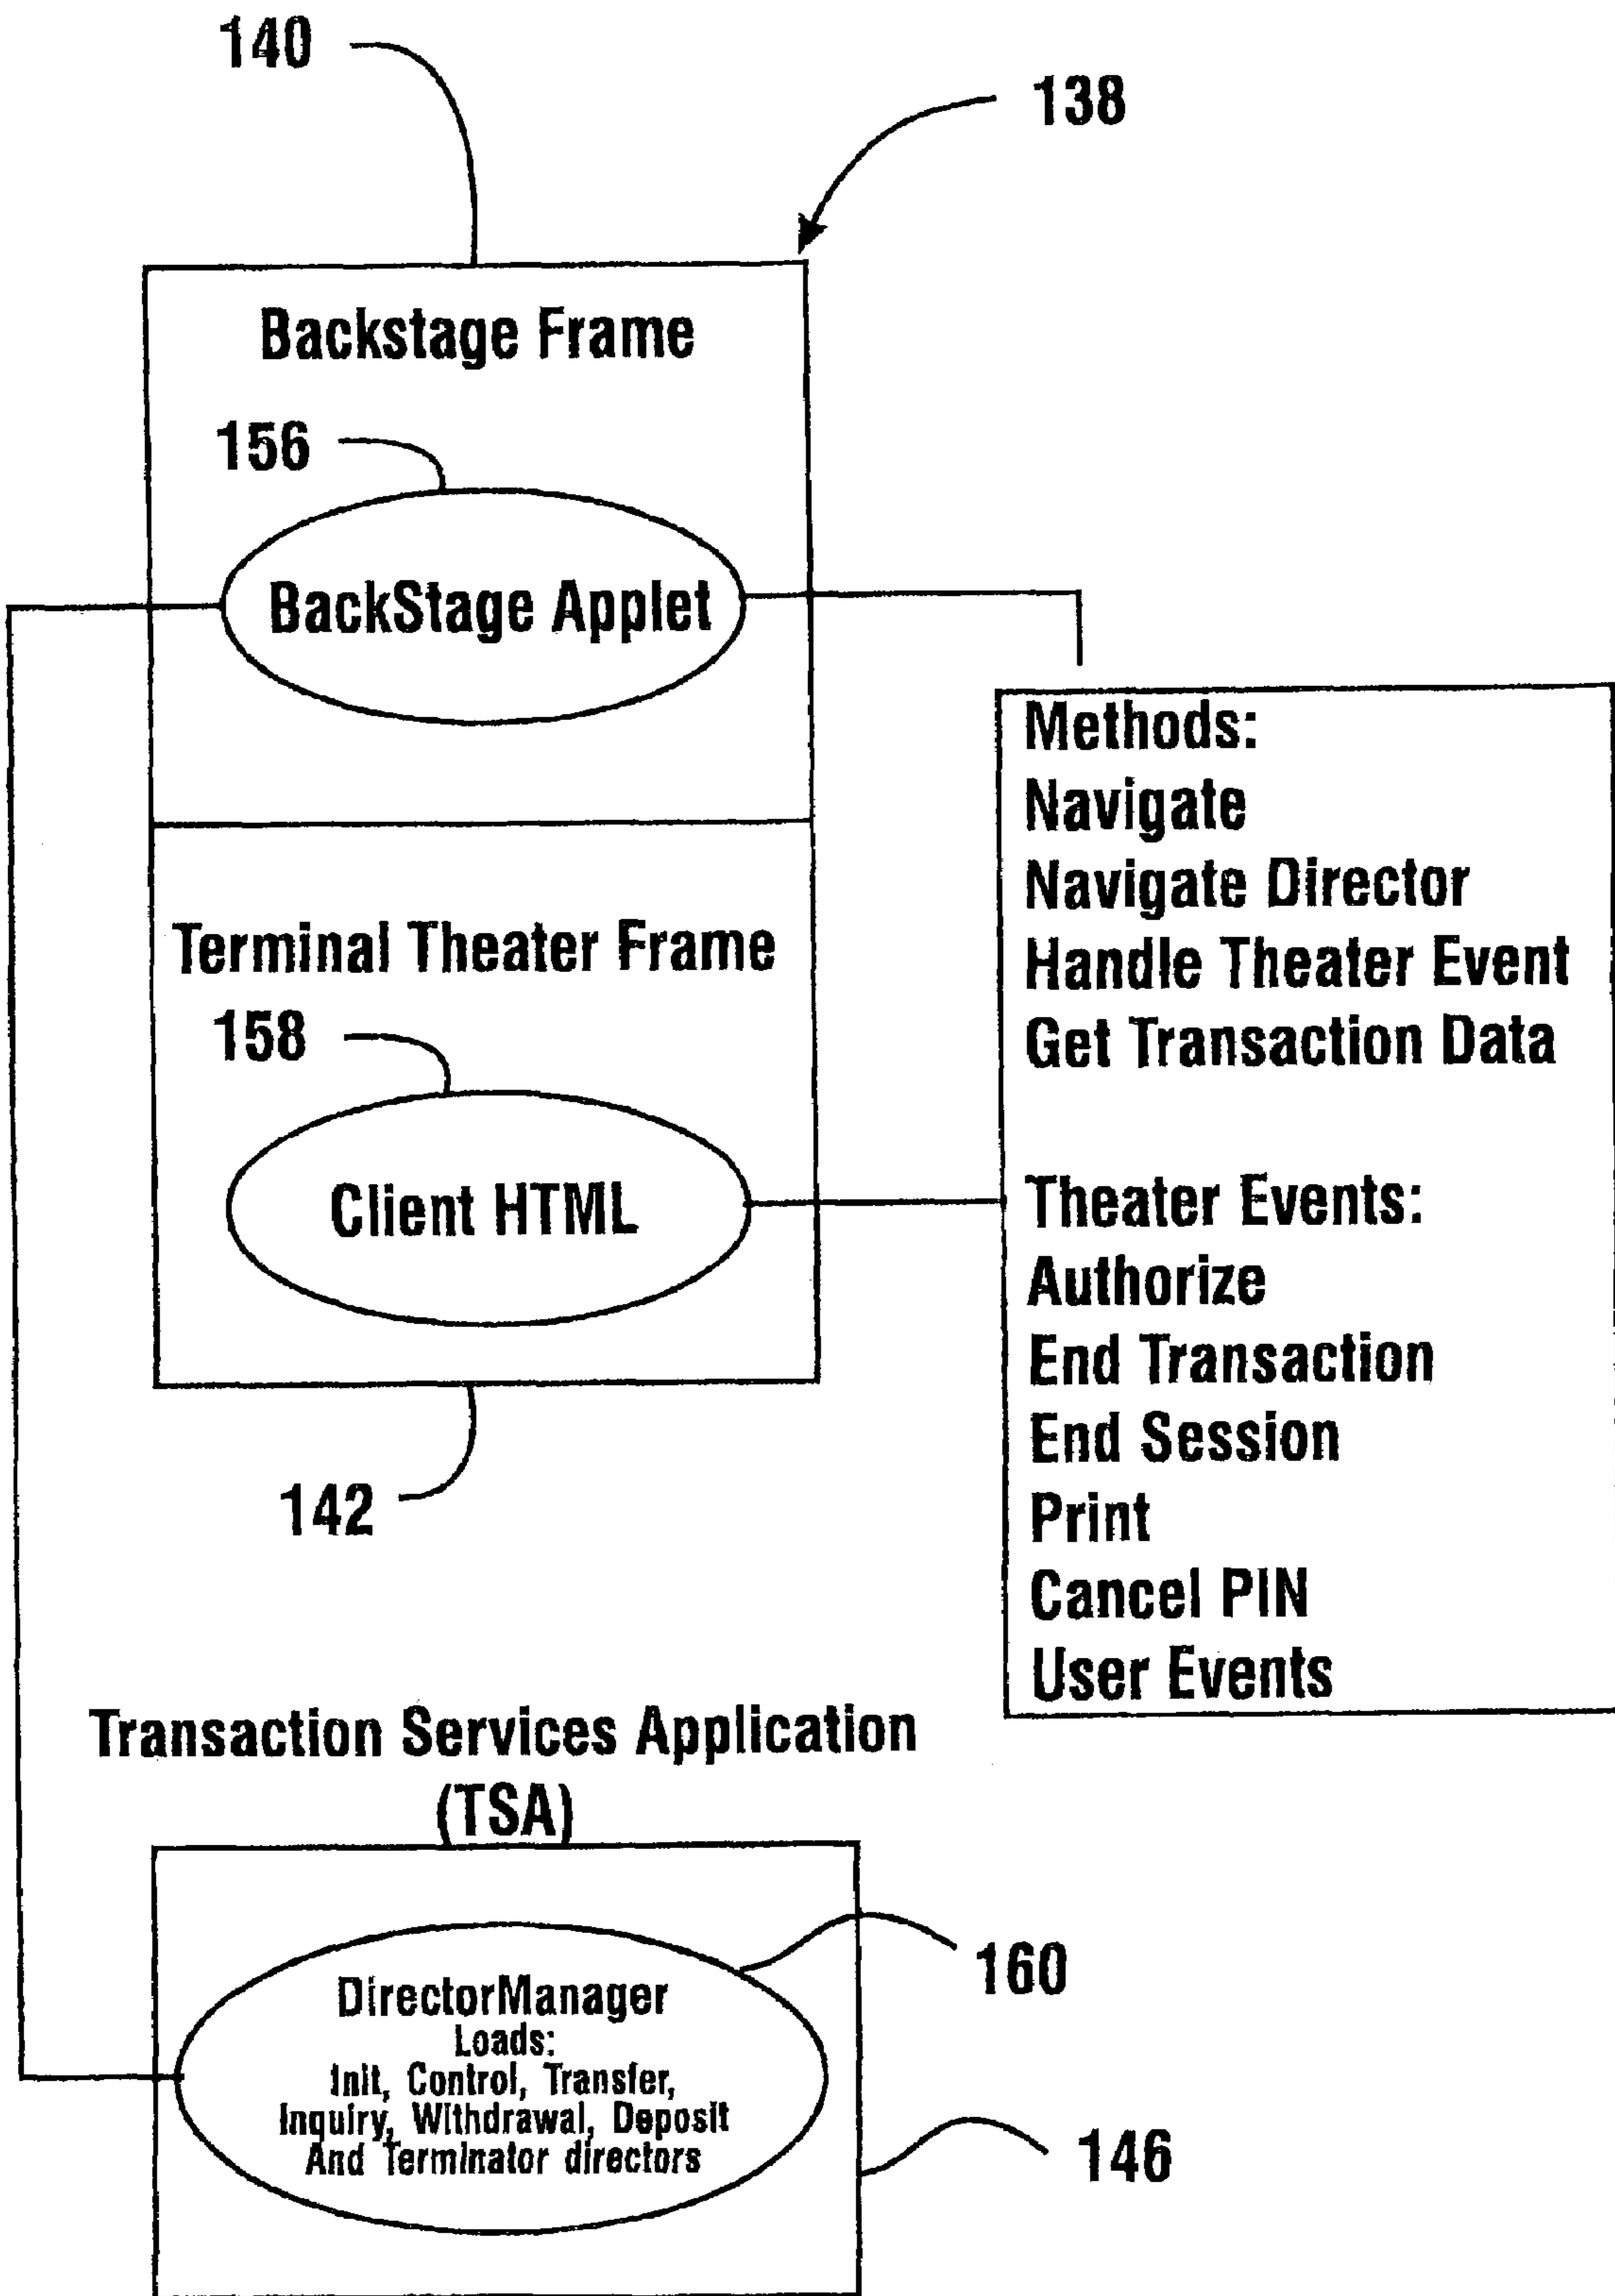 140
138
Backstage Frame
156
BackStage Applet
Methods:
Navigate
Navigate Director
Handle Theater Event
Get Transaction Data
Terminal Theater Frame
158
Client HTML
Theater Events:
Authorize
End Transaction
End Session
Print
Cancel PIN
User Events
142
Transaction Services Application
(TSA)
160
DirectorManager
Loads:
Init, Control, Transfer,
Inquiry, Withdrawal, Deposit
And Terminator directors
146